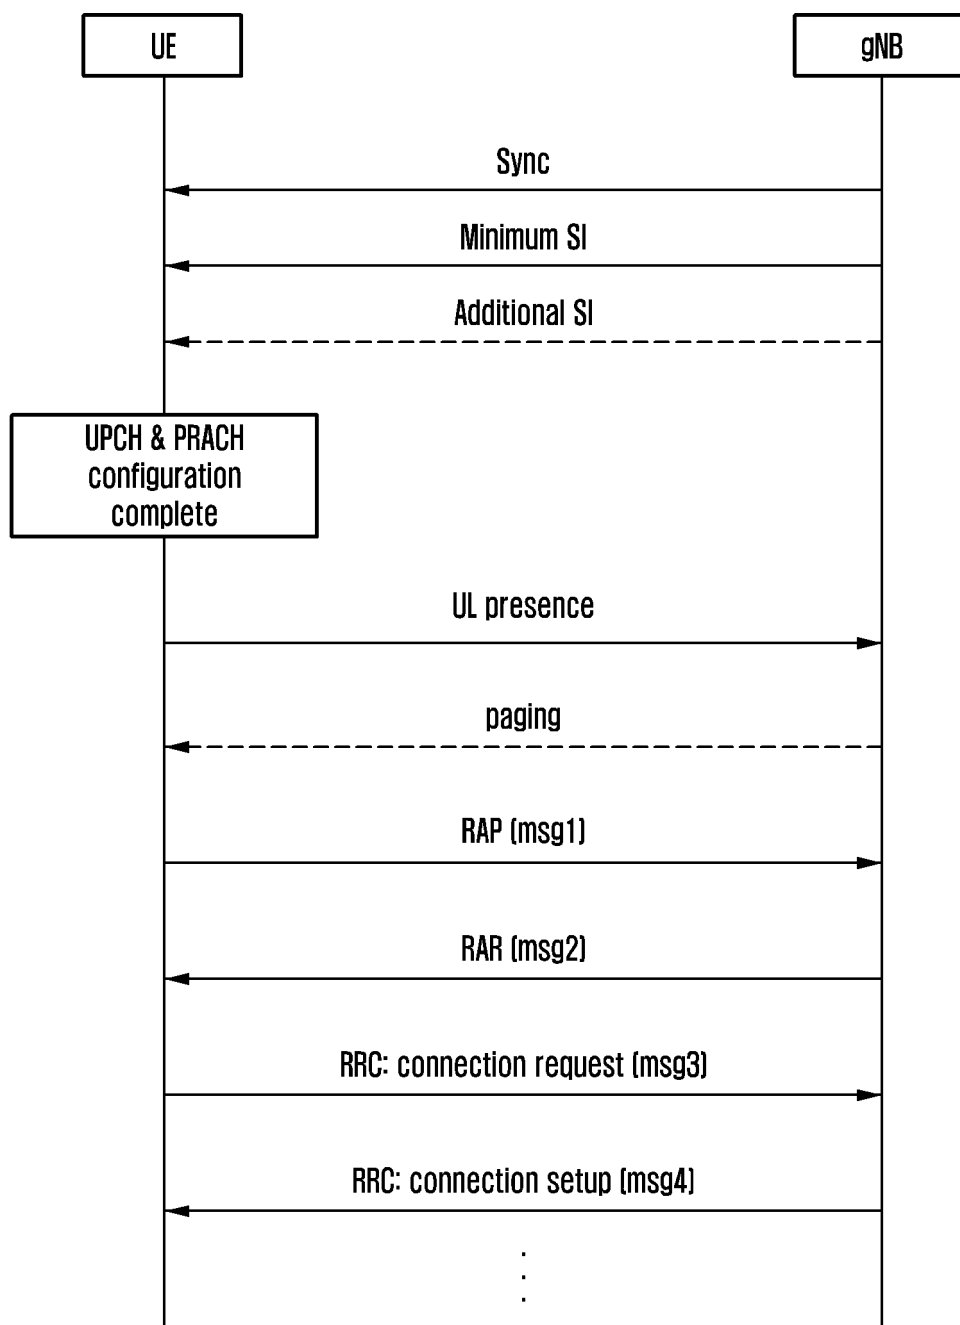 UE
gNB
Sync
Minimum SI
Additional SI
UPCH & PRACH
configuration
complete
UL presence
paging
RAP (msg1)
RAR (msg2)
RRC: connection request (msg3)
RRC: connection setup (msg4)